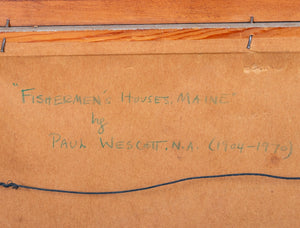 "FISHERMEN'S HOUSES, MAINE"
by
PAUL WESCOTT, N.A. (1904-1970)